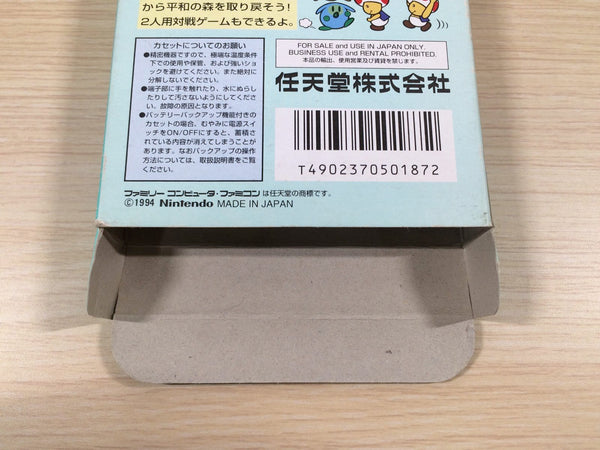 から平和の森を取り戻そう!
2人用対戦ゲームもできるよ。
カセットについてのお願い
●精密機器ですので、極端な温度条件
下での使用や保管、および強いショ
ックを避けてください。また絶対に
分解しないでください。
●端子部に手を触れたり、水にぬらし
たりして汚さないようにしてくださ
い。故障の原因となります。
●バッテリーバックアップ機能付きの
カセットの場合、むやみに電源スイ
ッチをON/OFFにすると、蓄積さ
れている内容が消えてしまうことが
あります。なおバックアップの操作
方法については、取扱説明書をご覧
ください。
FOR SALE and USE IN JAPAN ONLY.
BUSINESS USE and RENTAL PROHIBITED.
本品の輸出、使用営業及び賃貸を禁じます。
任天堂株式会社
T4902370501872
ファミリー コンピュータ・ファミコンは任天堂の商標です。
©1994 Nintendo MADE IN JAPAN